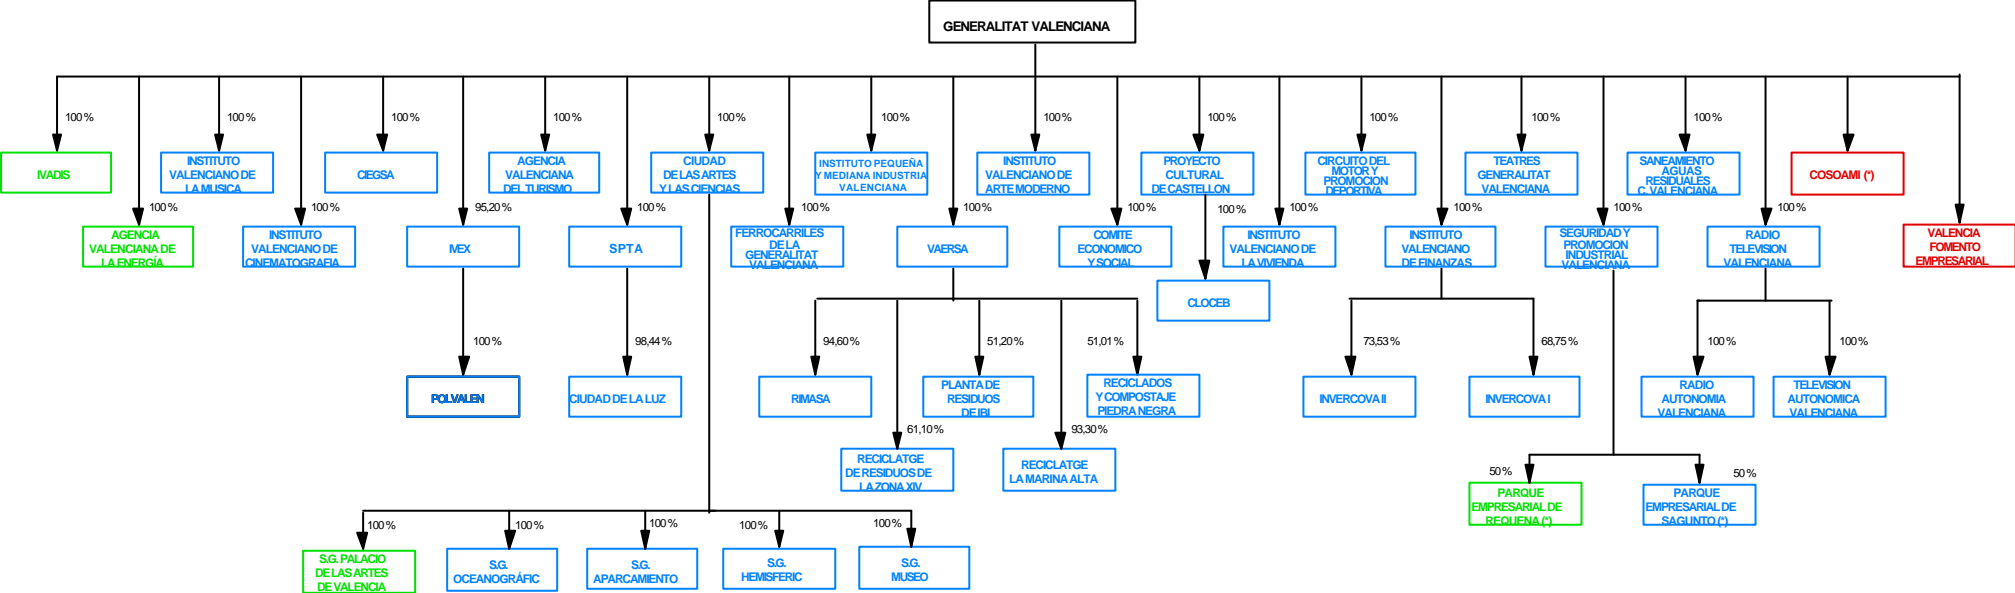 GENERALITAT VALENCIANA
100 %
100 %
100 %
100 %
100 %
100 %
100 %
100 %
100 %
100 %
100 %
IVADIS
INSTITUTO
VALENCIANO DE
LA MUSICA
CIEGSA
AGENCIA
VALENCIANA
DEL TURISMO
CIUDAD
DE LAS ARTES
Y LAS CIENCIAS
INSTITUTO PEQUEÑA
Y MEDIANA INDUSTRIA
VALENCIANA
INSTITUTO
VALENCIANO DE
ARTE MODERNO
PROYECTO
CULTURAL
DE CASTELLON
CIRCUITO DEL
MOTOR Y
PROMOCION
DEPORTIVA
TEATRES
GENERALITAT
VALENCIANA
SANEAMIENTO
AGUAS
RESIDUALES
C. VALENCIANA
COSOAMI (*)
100 %
100 %
95,20 %
100 %
100 %
100 %
100 %
100 %
100 %
100 %
100 %
100 %
AGENCIA
VALENCIANA DE
LA ENERGÍA
INSTITUTO
VALENCIANO DE
CINEMATOGRAFIA
IVEX
SPTA
FERROCARRILES
DE LA
GENERALITAT
VALENCIANA
VAERSA
COMITE
ECONOMICO
Y SOCIAL
INSTITUTO
VALENCIANO DE
LA VIVIENDA
INSTITUTO
VALENCIANO
DE FINANZAS
SEGURIDAD Y
PROMOCION
INDUSTRIAL
VALENCIANA
RADIO
TELEVISION
VALENCIANA
VALENCIA
FOMENTO
EMPRESARIAL
CLOCEB
100 %
98,44 %
94,60 %
51,20 %
51,01 %
73,53 %
68,75 %
100 %
100 %
POLVALEN
CIUDAD DE LA LUZ
RIMASA
PLANTA DE
RESIDUOS
DE IBI
RECICLADOS
Y COMPOSTAJE
PIEDRA NEGRA
INVERCOVA II
INVERCOVA I
RADIO
AUTONOMIA
VALENCIANA
TELEVISION
AUTONOMICA
VALENCIANA
61,10 %
93,30 %
RECICLATGE
DE RESIDUOS DE
LA ZONA XIV
RECICLATGE
LA MARINA ALTA
50 %
50 %
PARQUE
EMPRESARIAL DE
REQUENA (*)
PARQUE
EMPRESARIAL DE
SAGUNTO (*)
100 %
100 %
100 %
100 %
100 %
S.G. PALACIO
DE LAS ARTES
DE VALENCIA
S.G.
OCEANOGRÁFIC
S.G.
APARCAMIENTO
S.G.
HEMISFERIC
S.G.
MUSEO